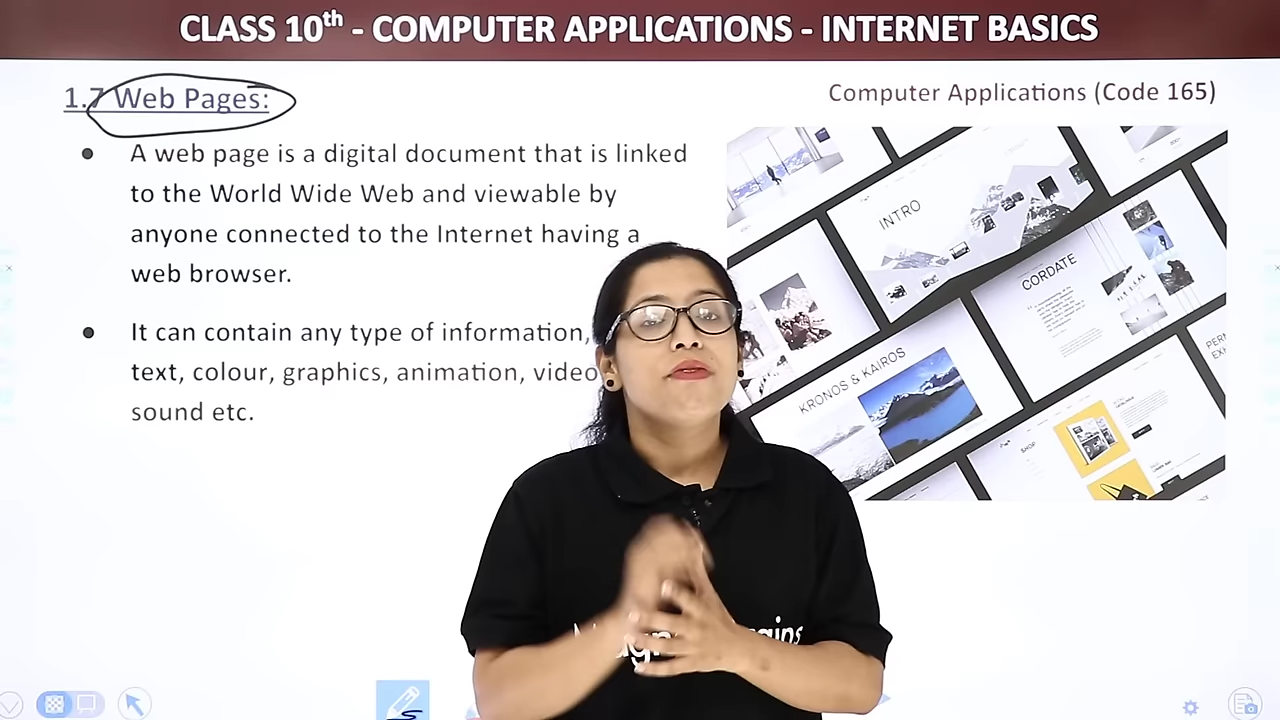 CLASS 10th - COMPUTER APPLICATIONS - INTERNET BASICS
1.7 Web Pages:
Computer Applications (Code 165)
● A web page is a digital document that is linked
to the World Wide Web and viewable by
anyone connected to the Internet having a
web browser.
● It can contain any type of information,
text, colour, graphics, animation, video
sound etc.
INTRO
CORDATE
KRONOS & KAIROS
SHOP